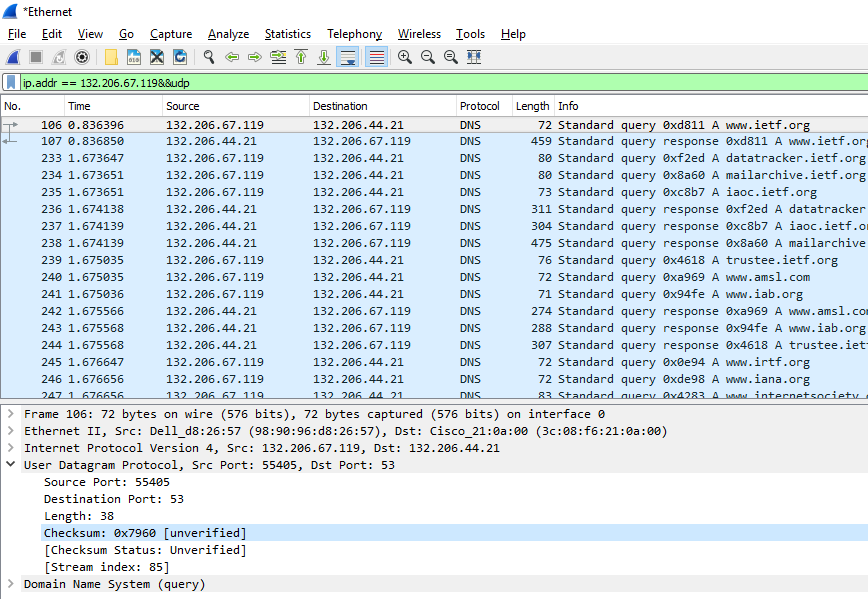 *Ethernet
File Edit View Go Capture Analyze Statistics Telephony Wireless Tools Help
ip.addr == 132.206.67.119&&udp
No. Time Source Destination Protocol Length Info
106 0.836396 132.206.67.119 132.206.44.21 DNS 72 Standard query 0xd811 A www.ietf.org
107 0.836850 132.206.44.21 132.206.67.119 DNS 459 Standard query response 0xd811 A www.ietf.org
233 1.673647 132.206.67.119 132.206.44.21 DNS 80 Standard query 0xf2ed A datatracker.ietf.org
234 1.673651 132.206.67.119 132.206.44.21 DNS 80 Standard query 0x8a60 A mailarchive.ietf.org
235 1.673651 132.206.67.119 132.206.44.21 DNS 73 Standard query 0xc8b7 A iaoc.ietf.org
236 1.674138 132.206.44.21 132.206.67.119 DNS 311 Standard query response 0xf2ed A datatracker
237 1.674139 132.206.44.21 132.206.67.119 DNS 304 Standard query response 0xc8b7 A iaoc.ietf.o
238 1.674139 132.206.44.21 132.206.67.119 DNS 475 Standard query response 0x8a60 A mailarchive
239 1.675035 132.206.67.119 132.206.44.21 DNS 76 Standard query 0x4618 A trustee.ietf.org
240 1.675035 132.206.67.119 132.206.44.21 DNS 72 Standard query 0xa969 A www.amsl.com
241 1.675036 132.206.67.119 132.206.44.21 DNS 71 Standard query 0x94fe A www.iab.org
242 1.675566 132.206.44.21 132.206.67.119 DNS 274 Standard query response 0xa969 A www.amsl.com
243 1.675568 132.206.44.21 132.206.67.119 DNS 288 Standard query response 0x94fe A www.iab.org
244 1.675568 132.206.44.21 132.206.67.119 DNS 307 Standard query response 0x4618 A trustee.iet
245 1.676647 132.206.67.119 132.206.44.21 DNS 72 Standard query 0x0e94 A www.irtf.org
246 1.676656 132.206.67.119 132.206.44.21 DNS 72 Standard query 0xde98 A www.iana.org
247 1.676656 132.206.67.119 132.206.44.21 DNS 83 Standard query 0x4283 A www.internetsociety.o
Frame 106: 72 bytes on wire (576 bits), 72 bytes captured (576 bits) on interface 0
Ethernet II, Src: Dell_d8:26:57 (98:90:96:d8:26:57), Dst: Cisco_21:0a:00 (3c:08:f6:21:0a:00)
Internet Protocol Version 4, Src: 132.206.67.119, Dst: 132.206.44.21
User Datagram Protocol, Src Port: 55405, Dst Port: 53
Source Port: 55405
Destination Port: 53
Length: 38
Checksum: 0x7960 [unverified]
[Checksum Status: Unverified]
[Stream index: 85]
Domain Name System (query)